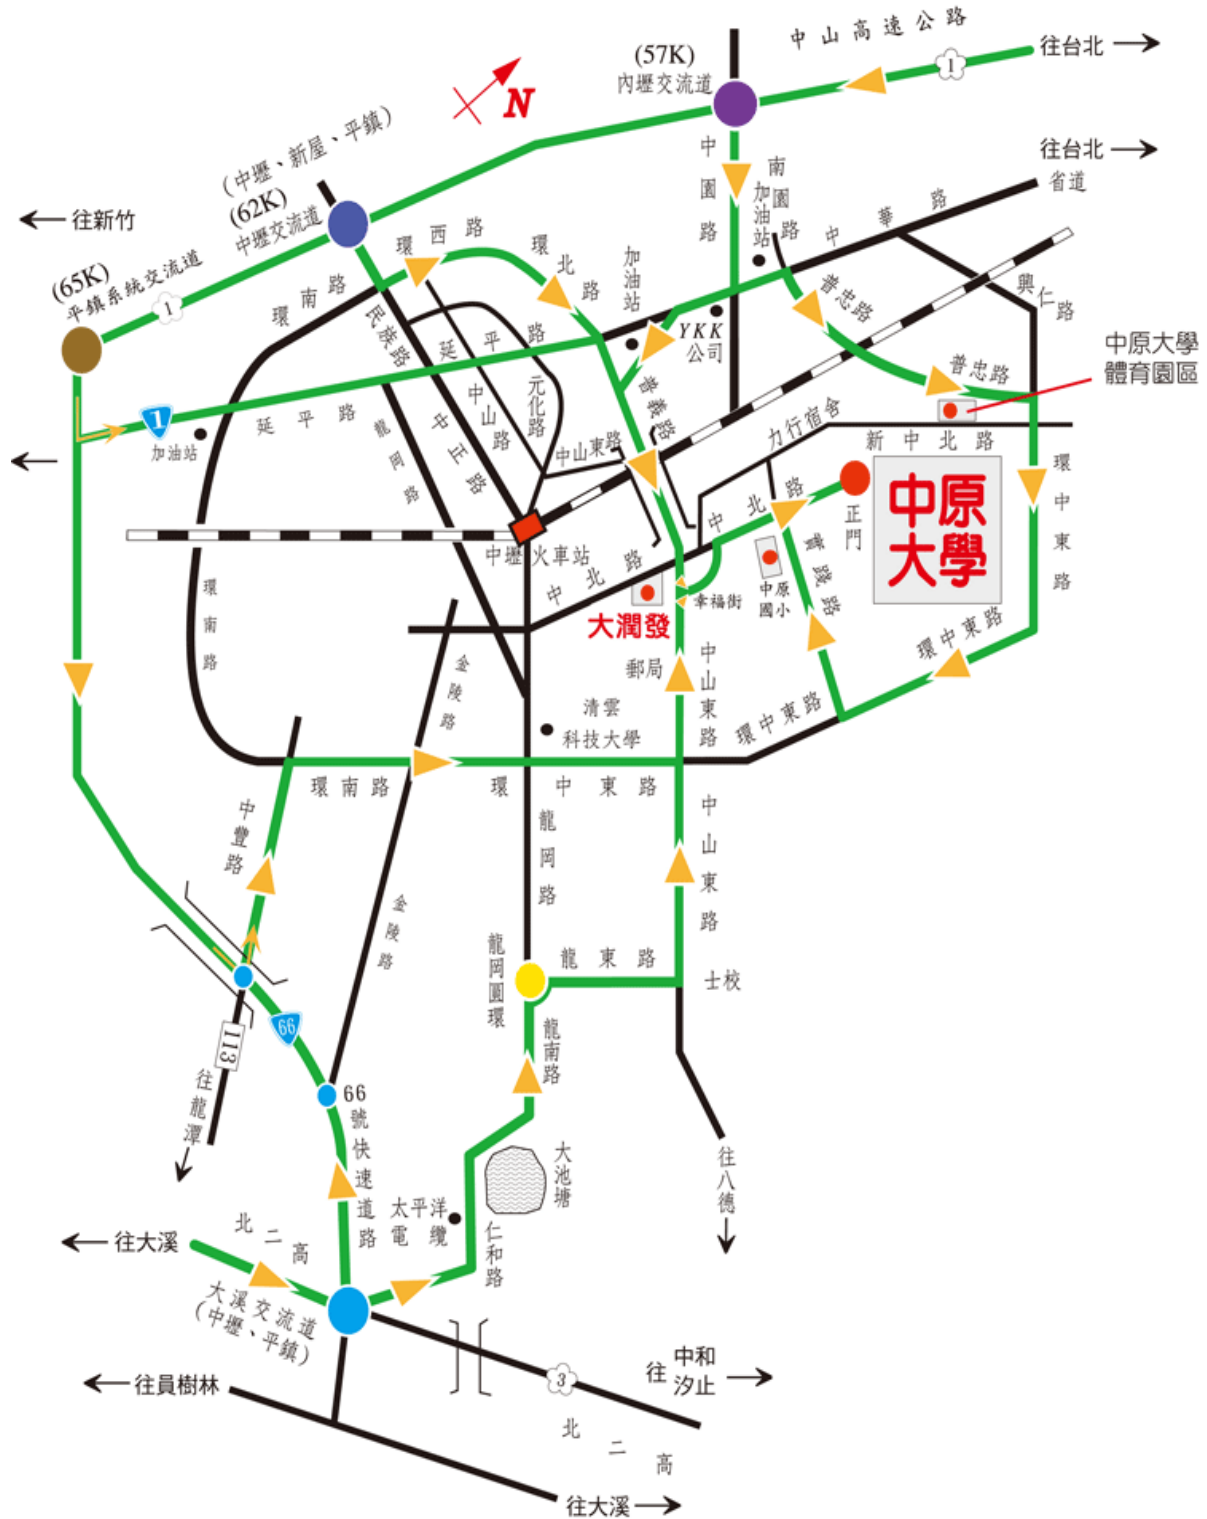 中山高速公路
1
往台北
(57K)
內壢交流道
N
(中壢、新屋、平鎮)
(62K)
中壢交流道
往新竹
(65K)
平鎮系統交流道
1
往台北
省道
中園路
南園路
加油站
中華路
環西路
環北路
加油站
環南路
民族路
延平路
YKK
公司
普忠路
興仁路
中原大學
體育園區
普忠路
普義路
元化路
中山路
中正路
1
加油站
延平路
龍岡路
中山東路
力行宿舍
新中北路
中原
大學
正門
中北路
環中東路
中壢火車站
中北路
實踐路
中原
國小
幸福街
大潤發
環南路
郵局
中山東路
環中東路
環中東路
金陵路
清雲
科技大學
環南路
環中東路
中豐路
龍岡路
中山東路
金陵路
龍岡圓環
龍東路
士校
66
113
龍南路
往龍潭
66
號快速道路
大池塘
往八德
太平洋
電纜
仁和路
往大溪
北二高
大溪交流道
(中壢、平鎮)
往
中和
汐止
往員樹林
3
北二高
往大溪